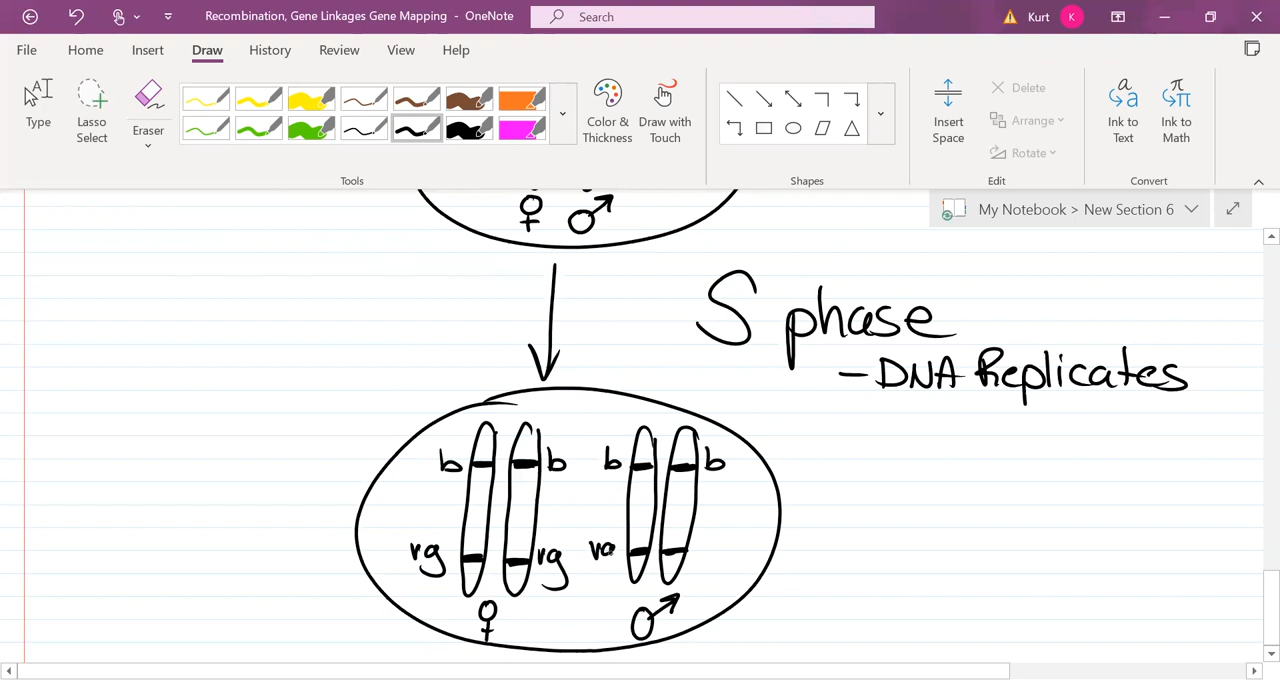 Recombination, Gene Linkages Gene Mapping - OneNote
Search
Kurt
K
File
Home
Insert
Draw
History
Review
View
Help
Type
Lasso Select
Eraser
Color & Thickness
Draw with Touch
Insert Space
Delete
Arrange
Rotate
Ink to Text
Ink to Math
Tools
Shapes
Edit
Convert
My Notebook > New Section 6
♀ ♂
S phase
- DNA Replicates
b b b b
rg rg
♀ ♂